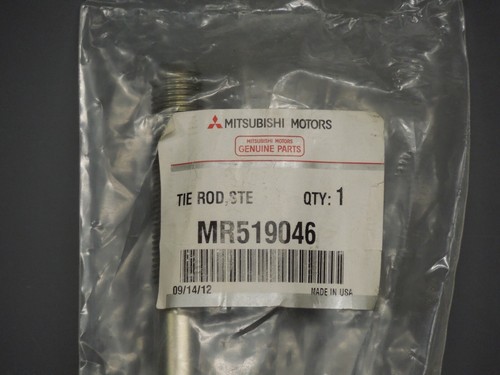 MITSUBISHI MOTORS
MITSUBISHI MOTORS
GENUINE PARTS
TIE ROD,STE QTY: 1
MR519046
09/14/12 MADE IN USA